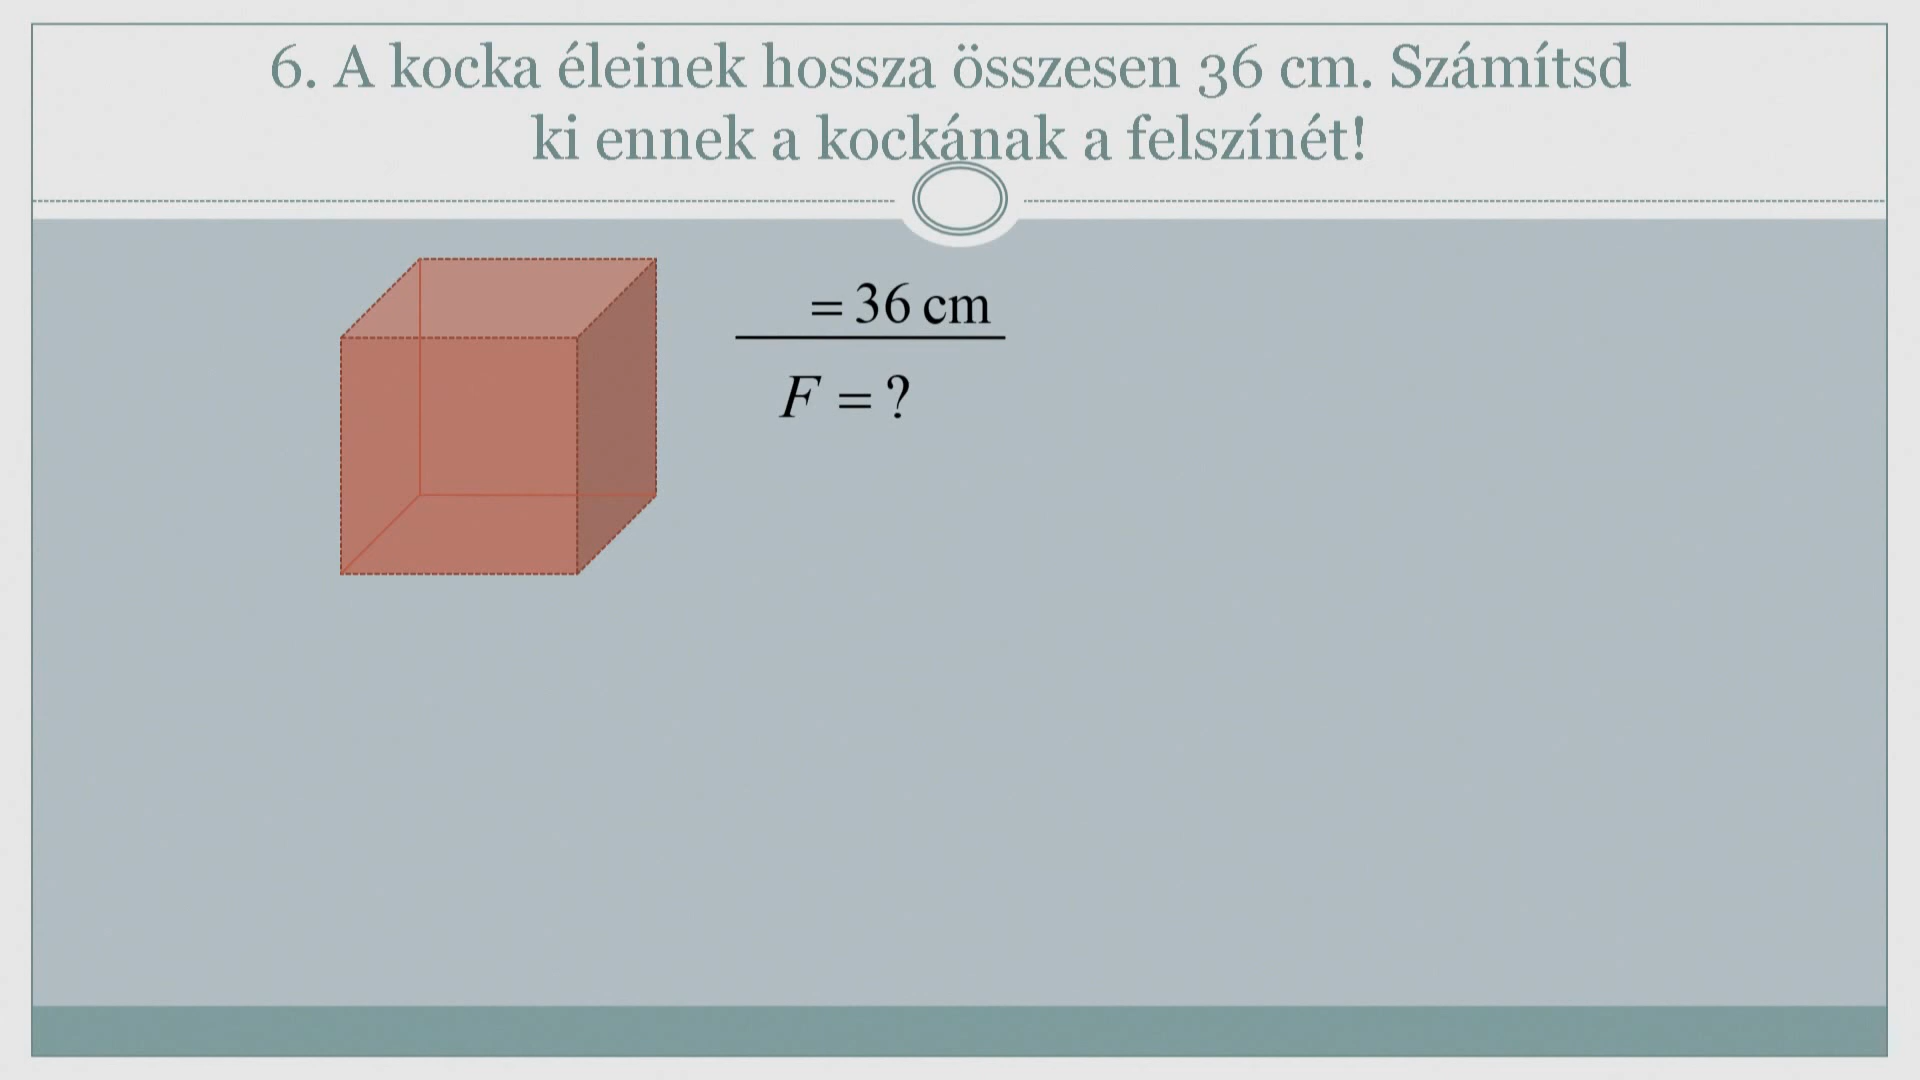 6. A kocka éleinek hossza összesen 36 cm. Számítsd
ki ennek a kockának a felszínét!
= 36 cm
F = ?